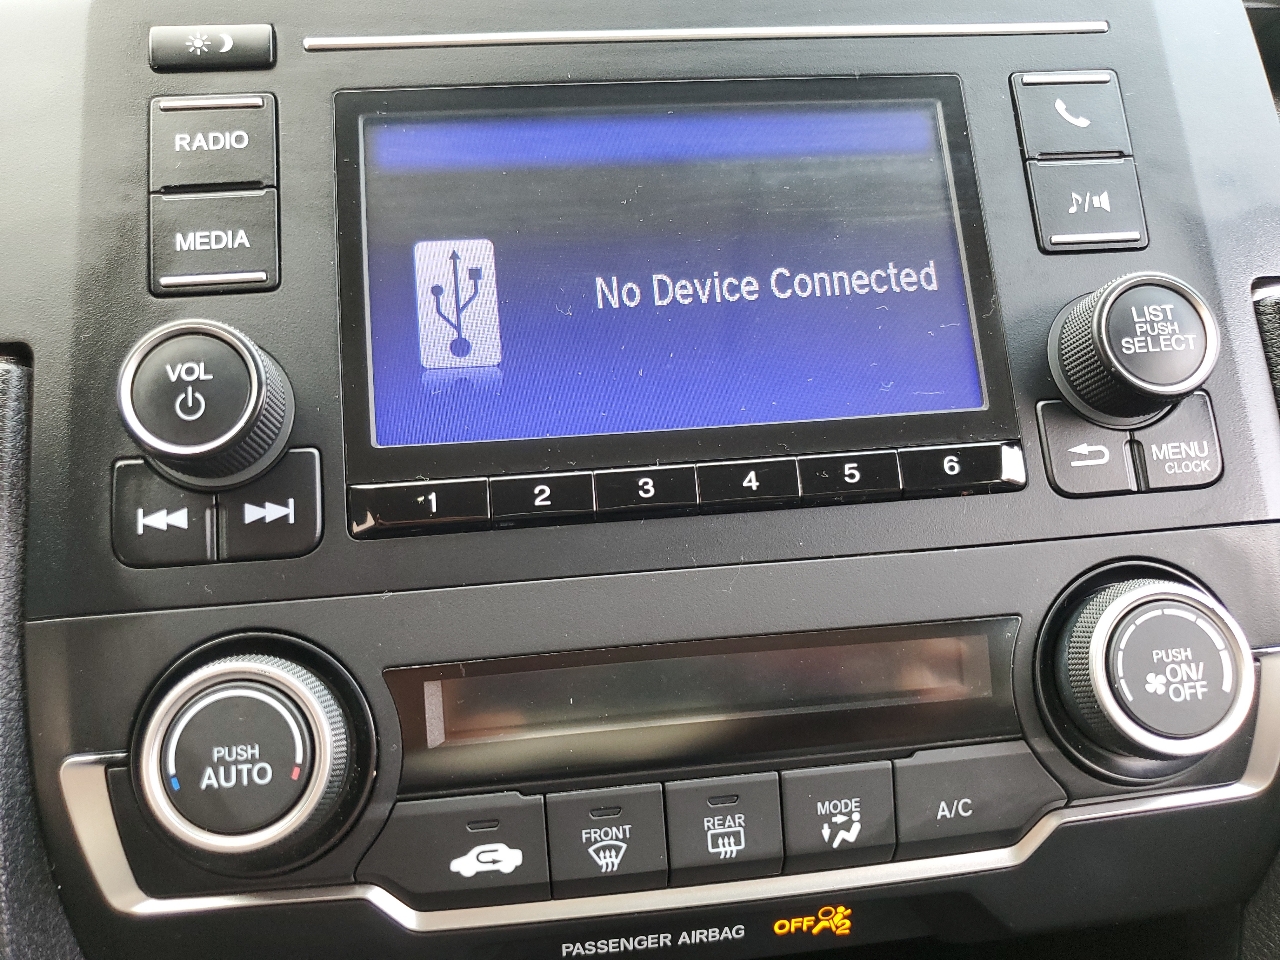 RADIO
MEDIA
VOL
No Device Connected
LIST
PUSH
SELECT
MENU
CLOCK
1 2 3 4 5 6
PUSH
AUTO
PUSH
ON/
OFF
FRONT
REAR
MODE
A/C
PASSENGER AIRBAG OFF 2